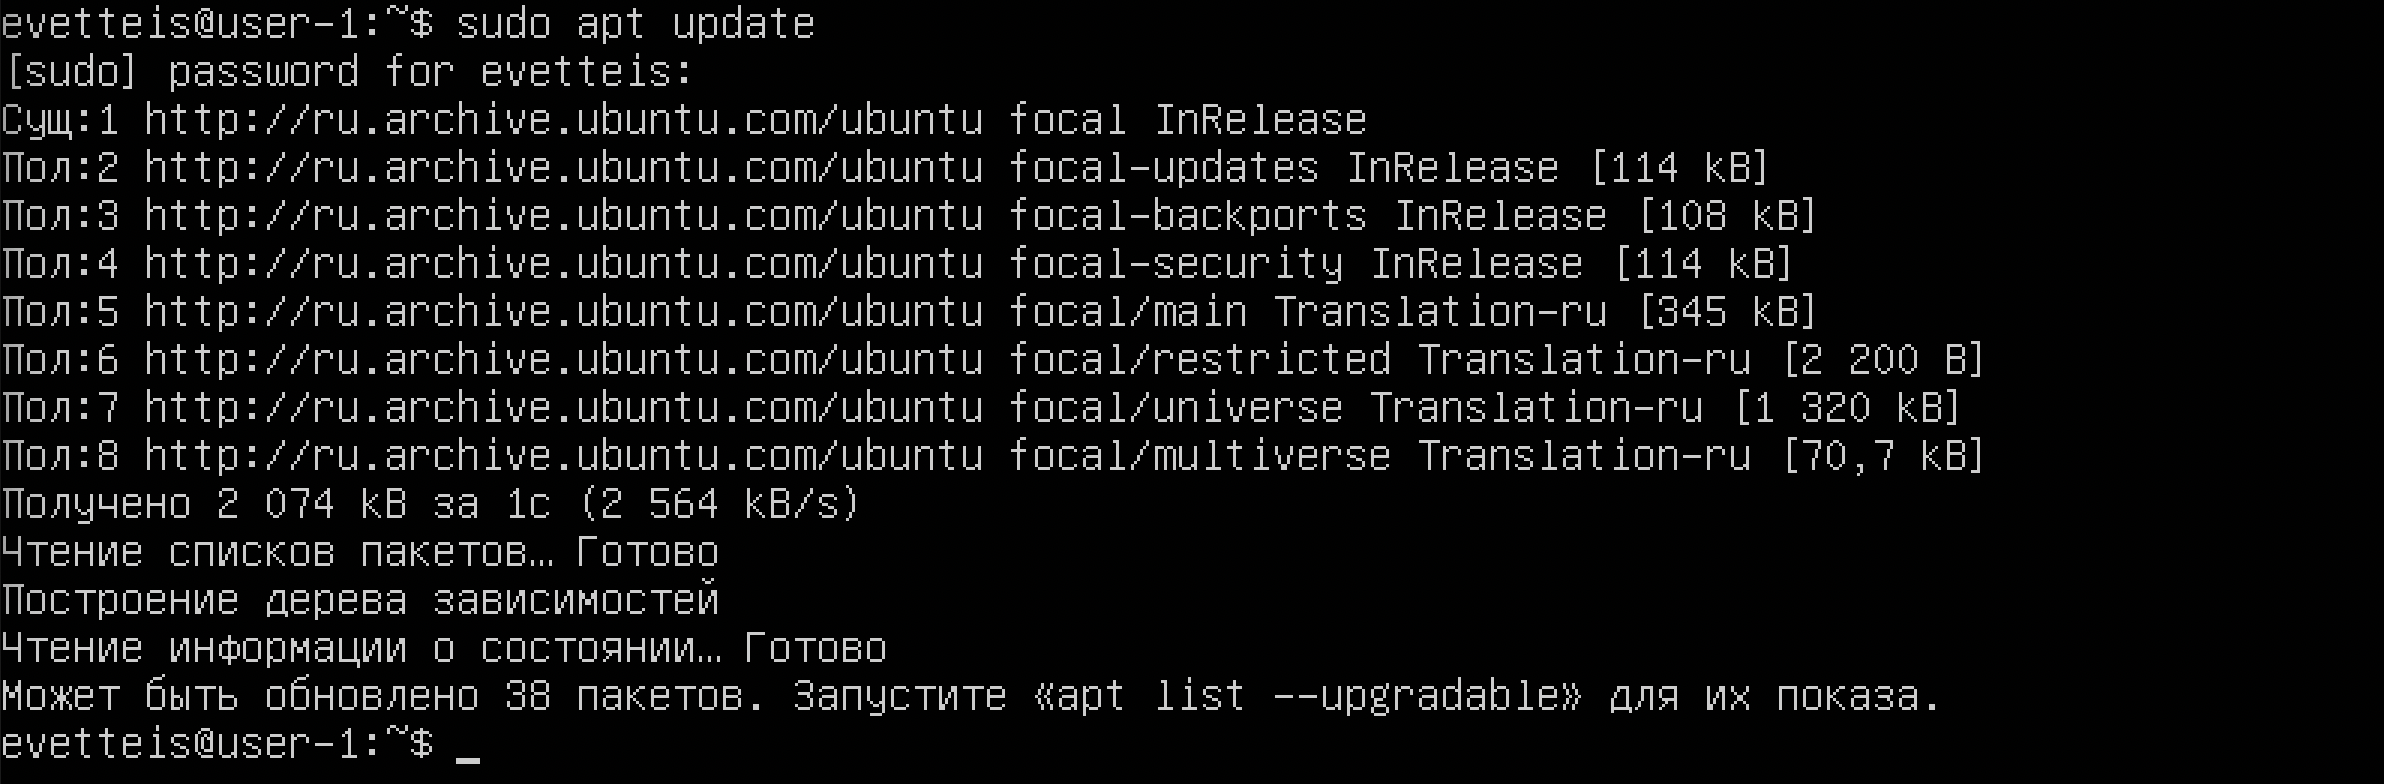 evetteis@user-1:~$ sudo apt update
[sudo] password for evetteis:
Сущ:1 http://ru.archive.ubuntu.com/ubuntu focal InRelease
Пол:2 http://ru.archive.ubuntu.com/ubuntu focal-updates InRelease [114 kB]
Пол:3 http://ru.archive.ubuntu.com/ubuntu focal-backports InRelease [108 kB]
Пол:4 http://ru.archive.ubuntu.com/ubuntu focal-security InRelease [114 kB]
Пол:5 http://ru.archive.ubuntu.com/ubuntu focal/main Translation-ru [345 kB]
Пол:6 http://ru.archive.ubuntu.com/ubuntu focal/restricted Translation-ru [2 200 B]
Пол:7 http://ru.archive.ubuntu.com/ubuntu focal/universe Translation-ru [1 320 kB]
Пол:8 http://ru.archive.ubuntu.com/ubuntu focal/multiverse Translation-ru [70,7 kB]
Получено 2 074 kB за 1с (2 564 kB/s)
Чтение списков пакетов… Готово
Построение дерева зависимостей
Чтение информации о состоянии… Готово
Может быть обновлено 38 пакетов. Запустите «apt list --upgradable» для их показа.
evetteis@user-1:~$ _